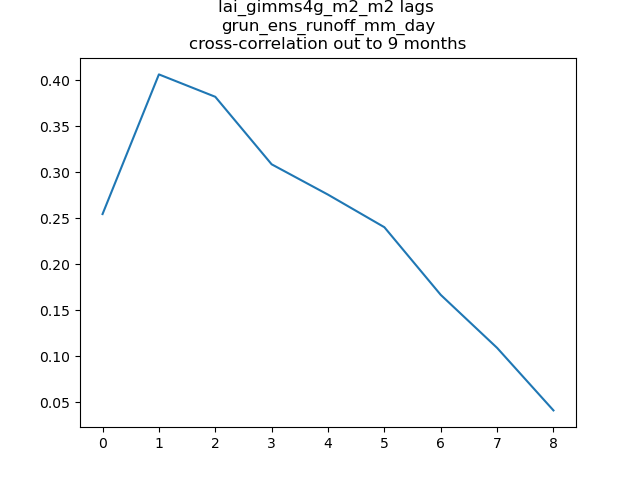 lai_gimms4g_m2_m2 lags
grun_ens_runoff_mm_day
cross-correlation out to 9 months
0.40
0.35
0.30
0.25
0.20
0.15
0.10
0.05
0 1 2 3 4 5 6 7 8